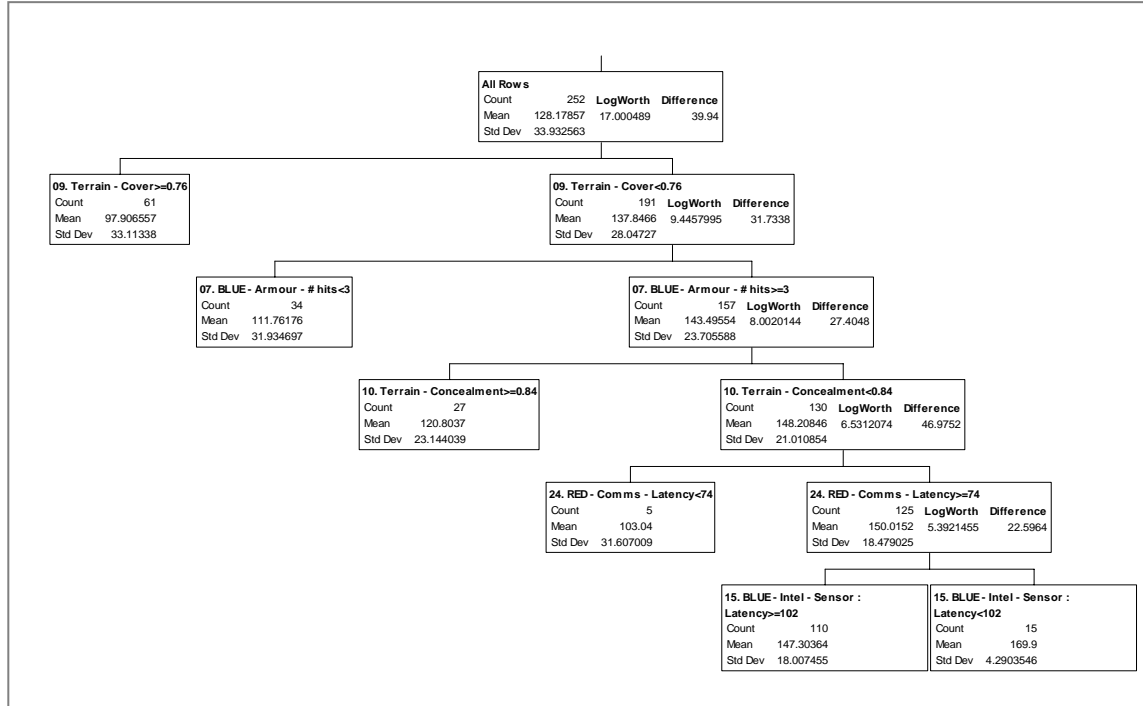 All Rows
Count 252 LogWorth Difference
Mean 128.17857 17.000489 39.94
Std Dev 33.932563
09. Terrain - Cover>=0.76
Count 61
Mean 97.906557
Std Dev 33.11338
09. Terrain - Cover<0.76
Count 191 LogWorth Difference
Mean 137.8466 9.4457995 31.7338
Std Dev 28.04727
07. BLUE - Armour - # hits<3
Count 34
Mean 111.76176
Std Dev 31.934697
07. BLUE - Armour - # hits>=3
Count 157 LogWorth Difference
Mean 143.49554 8.0020144 27.4048
Std Dev 23.705588
10. Terrain - Concealment>=0.84
Count 27
Mean 120.8037
Std Dev 23.144039
10. Terrain - Concealment<0.84
Count 130 LogWorth Difference
Mean 148.20846 6.5312074 46.9752
Std Dev 21.010854
24. RED - Comms - Latency<74
Count 5
Mean 103.04
Std Dev 31.607009
24. RED - Comms - Latency>=74
Count 125 LogWorth Difference
Mean 150.0152 5.3921455 22.5964
Std Dev 18.479025
15. BLUE - Intel - Sensor :
Latency>=102
Count 110
Mean 147.30364
Std Dev 18.007455
15. BLUE - Intel - Sensor :
Latency<102
Count 15
Mean 169.9
Std Dev 4.2903546